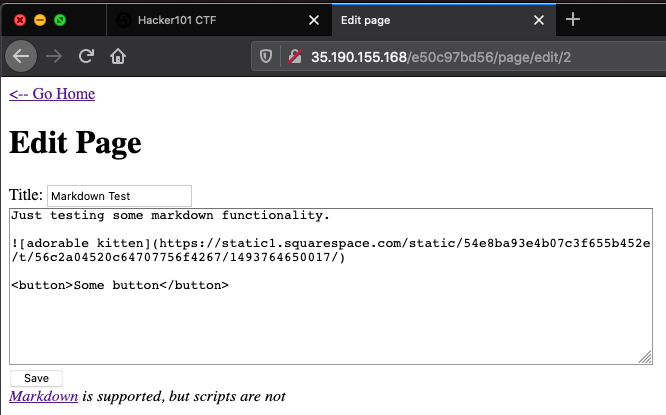 Hacker101 CTF
Edit page
35.190.155.168/e50c97bd56/page/edit/2
<-- Go Home
Edit Page
Title: Markdown Test
Just testing some markdown functionality.
![adorable kitten](https://static1.squarespace.com/static/54e8ba93e4b07c3f655b452e
/t/56c2a04520c64707756f4267/1493764650017/)
<button>Some button</button>
Save
Markdown is supported, but scripts are not